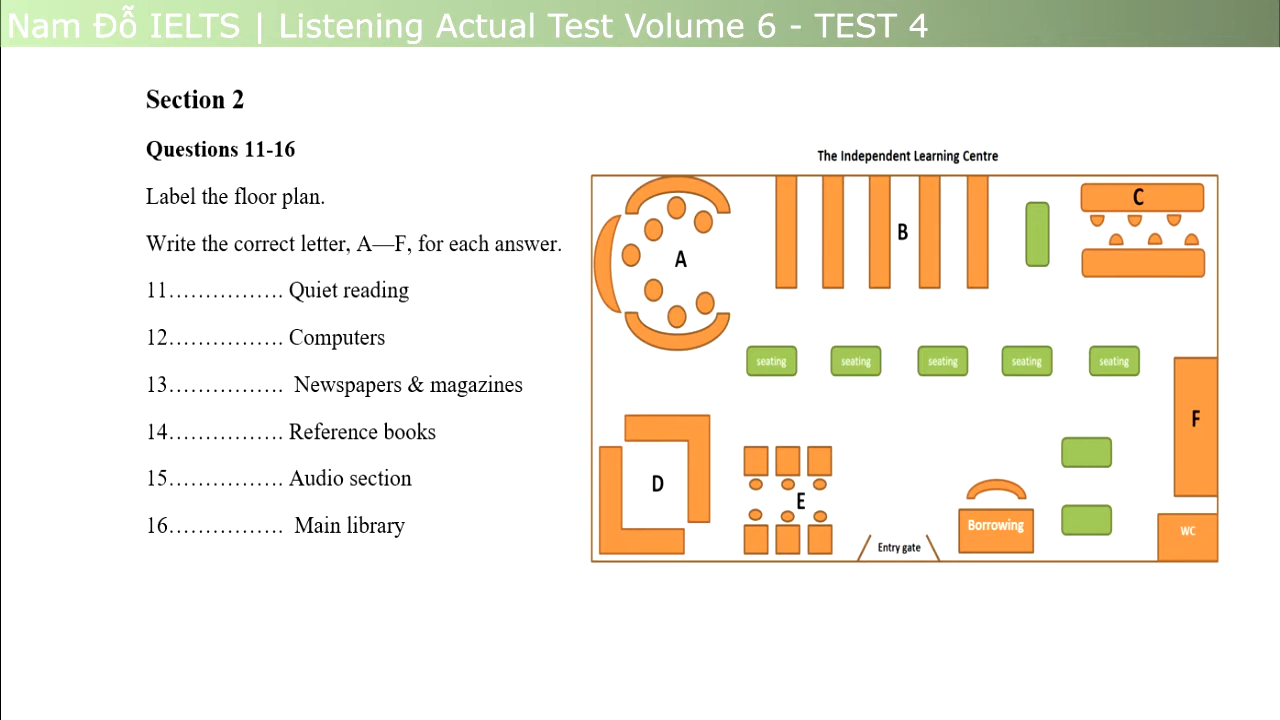 Nam Đỗ IELTS | Listening Actual Test Volume 6 - TEST 4
Section 2
Questions 11-16
Label the floor plan.
Write the correct letter, A—F, for each answer.
11……………. Quiet reading
12……………. Computers
13……………. Newspapers & magazines
14……………. Reference books
15……………. Audio section
16……………. Main library
The Independent Learning Centre
A
B
C
seating seating seating seating seating
D
E
F
Entry gate
Borrowing
WC